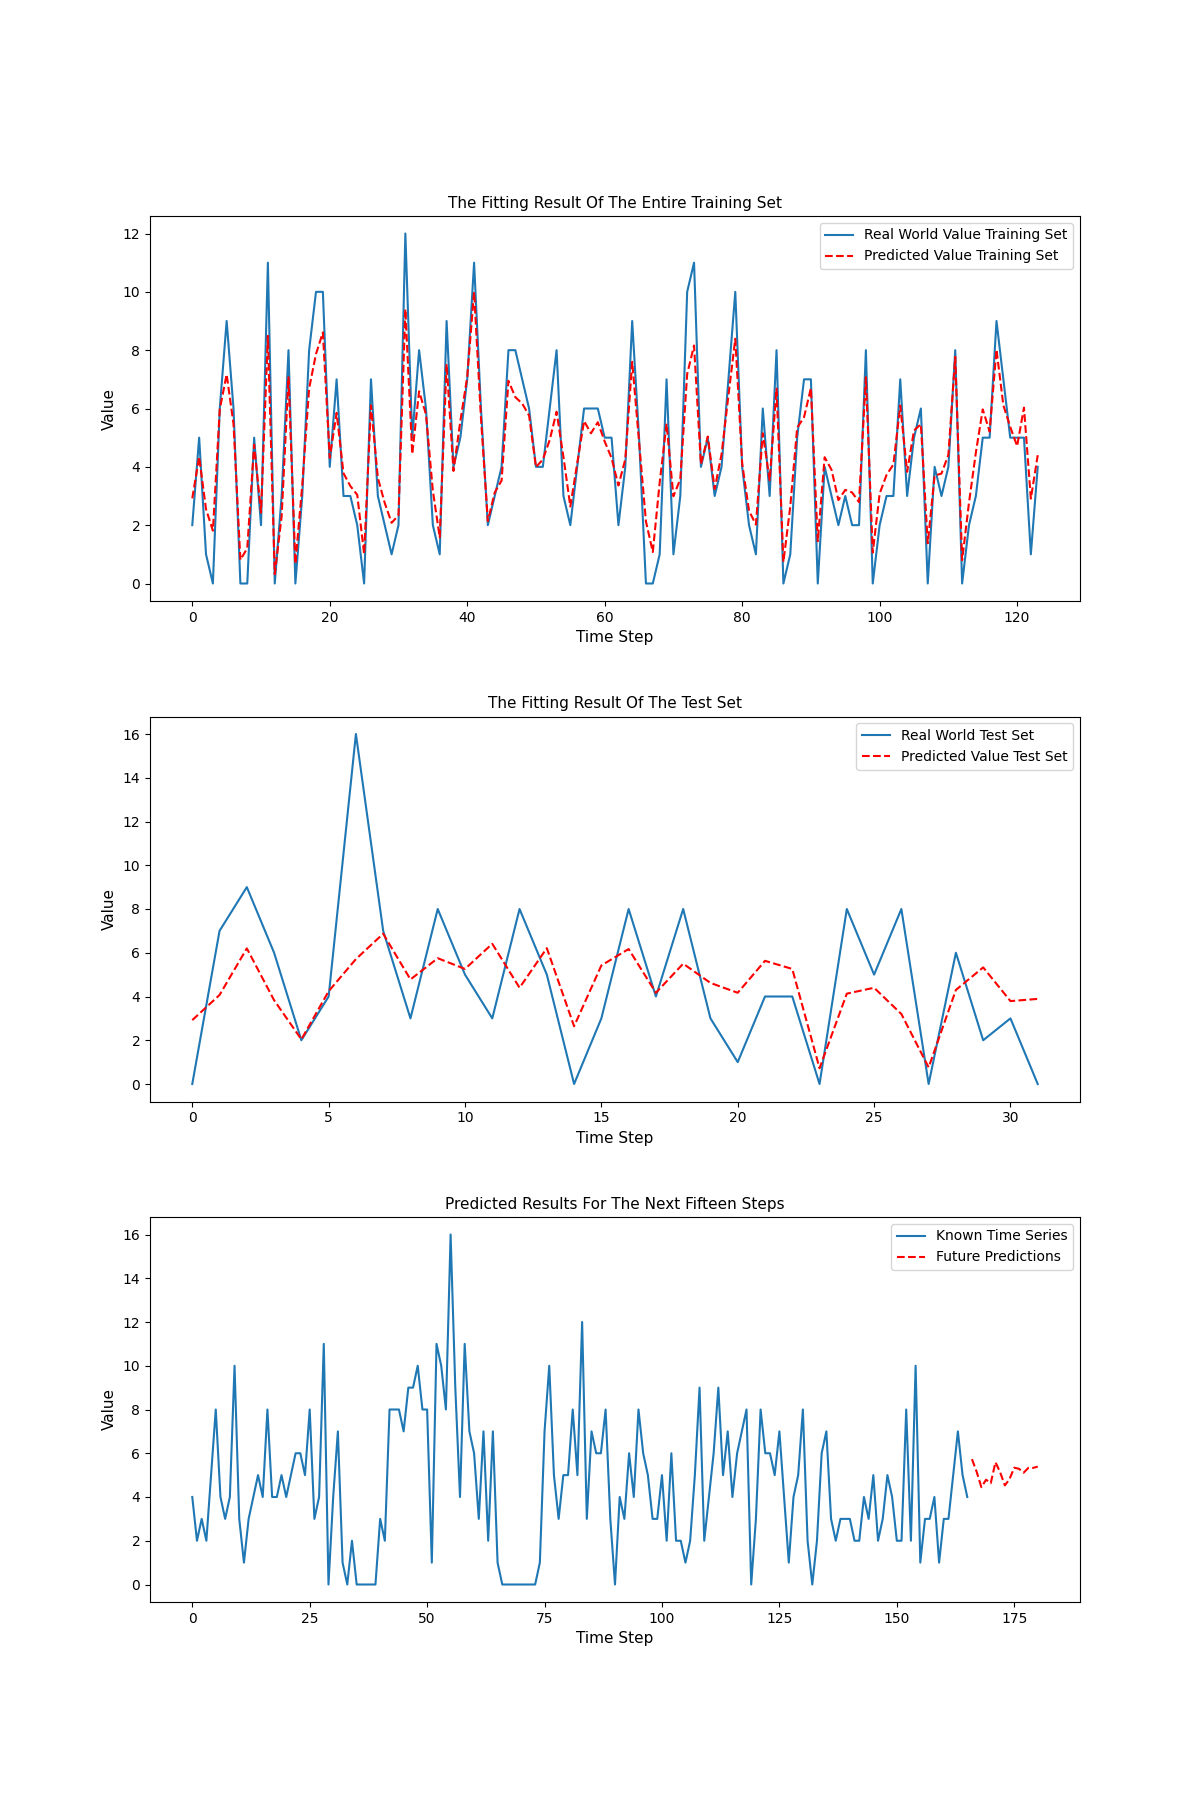 The Fitting Result Of The Entire Training Set
Real World Value Training Set
Predicted Value Training Set
12
10
8
6
4
2
0
Value
0 20 40 60 80 100 120
Time Step
The Fitting Result Of The Test Set
Real World Test Set
Predicted Value Test Set
16
14
12
10
8
6
4
2
0
Value
0 5 10 15 20 25 30
Time Step
Predicted Results For The Next Fifteen Steps
Known Time Series
Future Predictions
16
14
12
10
8
6
4
2
0
Value
0 25 50 75 100 125 150 175
Time Step